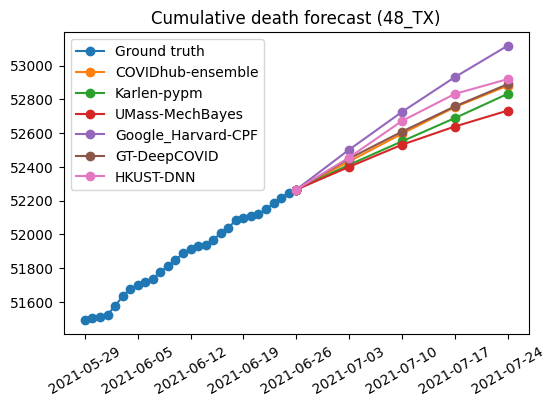 Cumulative death forecast (48_TX)
Ground truth
COVIDhub-ensemble
Karlen-pypm
UMass-MechBayes
Google_Harvard-CPF
GT-DeepCOVID
HKUST-DNN
53000
52800
52600
52400
52200
52000
51800
51600
2021-05-29
2021-06-05
2021-06-12
2021-06-19
2021-06-26
2021-07-03
2021-07-10
2021-07-17
2021-07-24